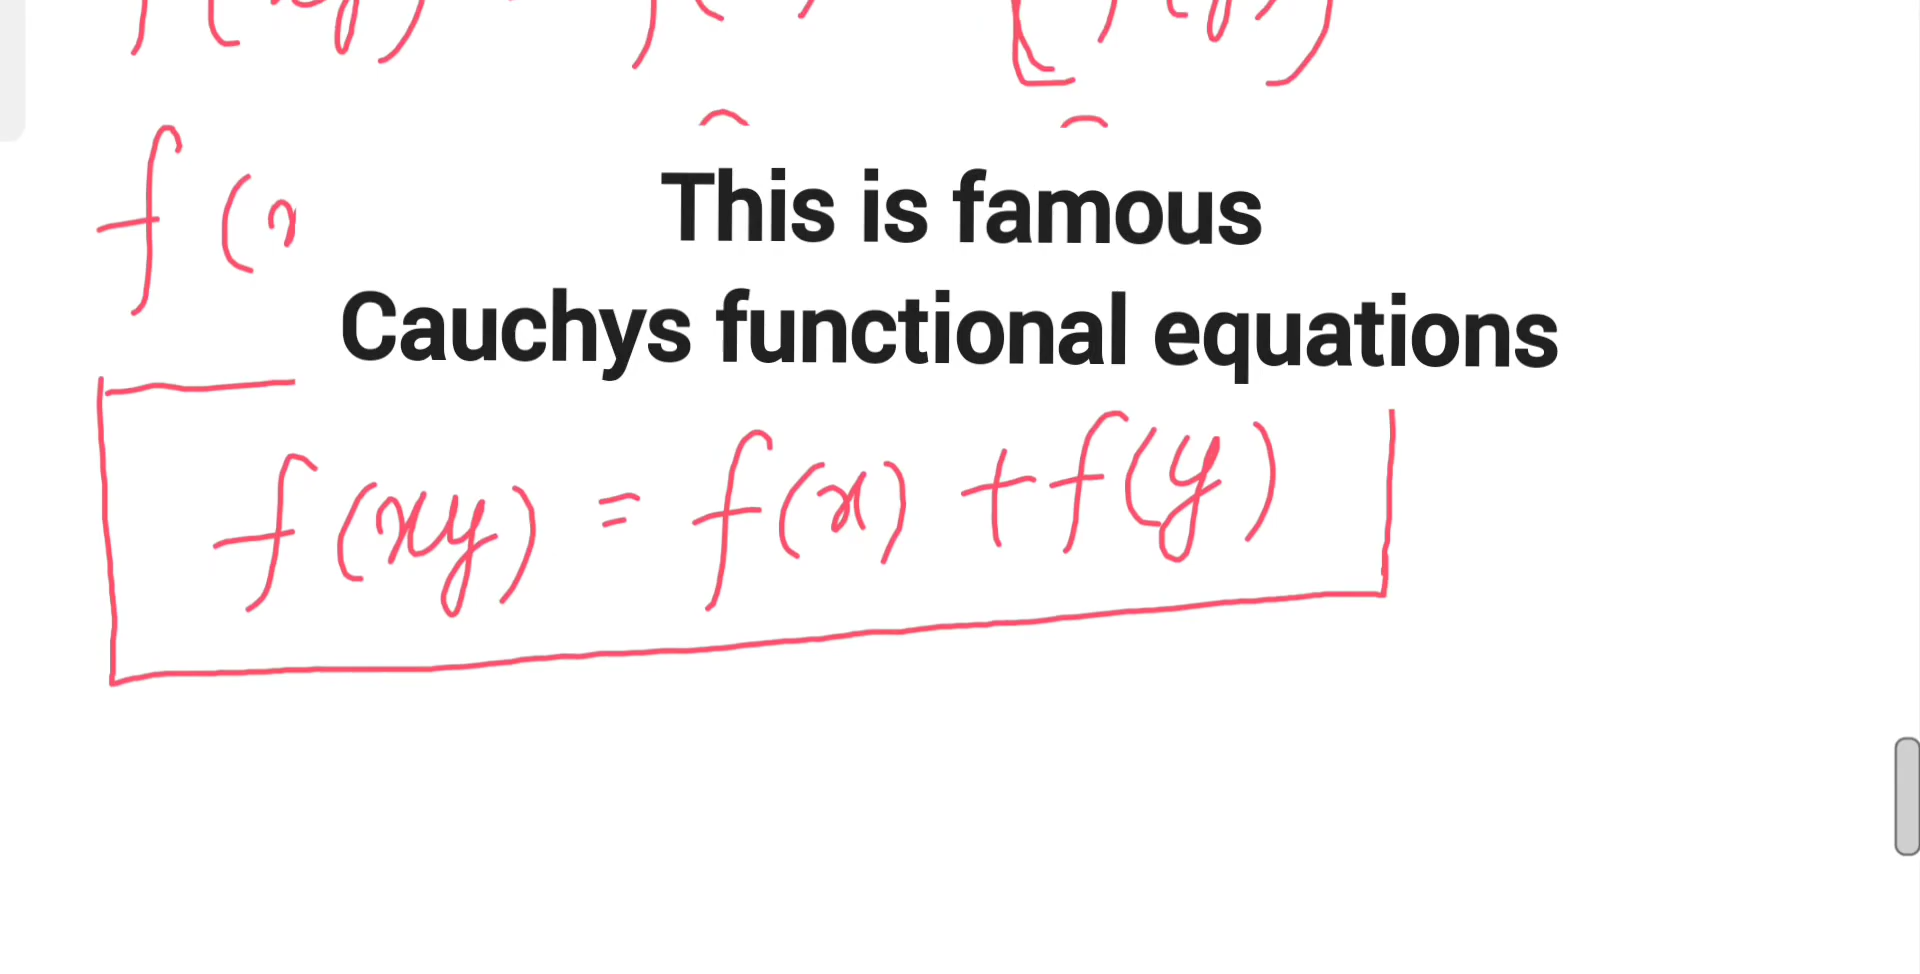 f(x
This is famous
Cauchys functional equations
f(xy) = f(x) + f(y)